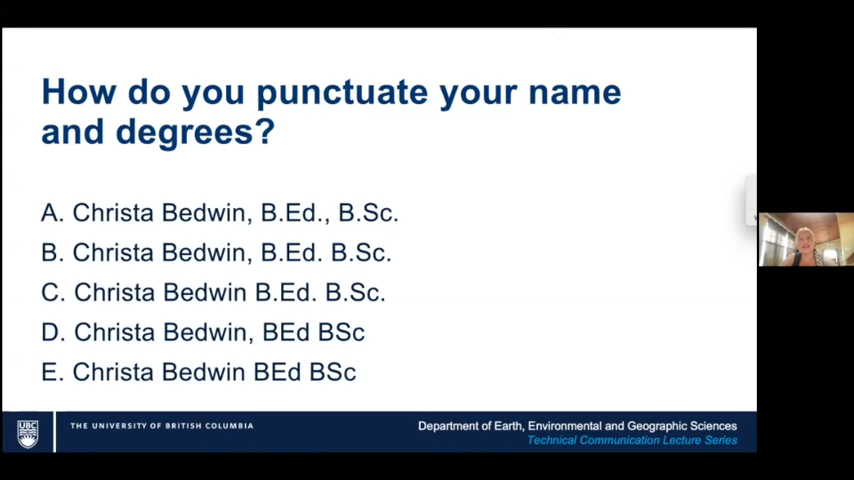 How do you punctuate your name
and degrees?
A. Christa Bedwin, B.Ed., B.Sc.
B. Christa Bedwin, B.Ed. B.Sc.
C. Christa Bedwin B.Ed. B.Sc.
D. Christa Bedwin, BEd BSc
E. Christa Bedwin BEd BSc
UBC
THE UNIVERSITY OF BRITISH COLUMBIA
Department of Earth, Environmental and Geographic Sciences
Technical Communication Lecture Series